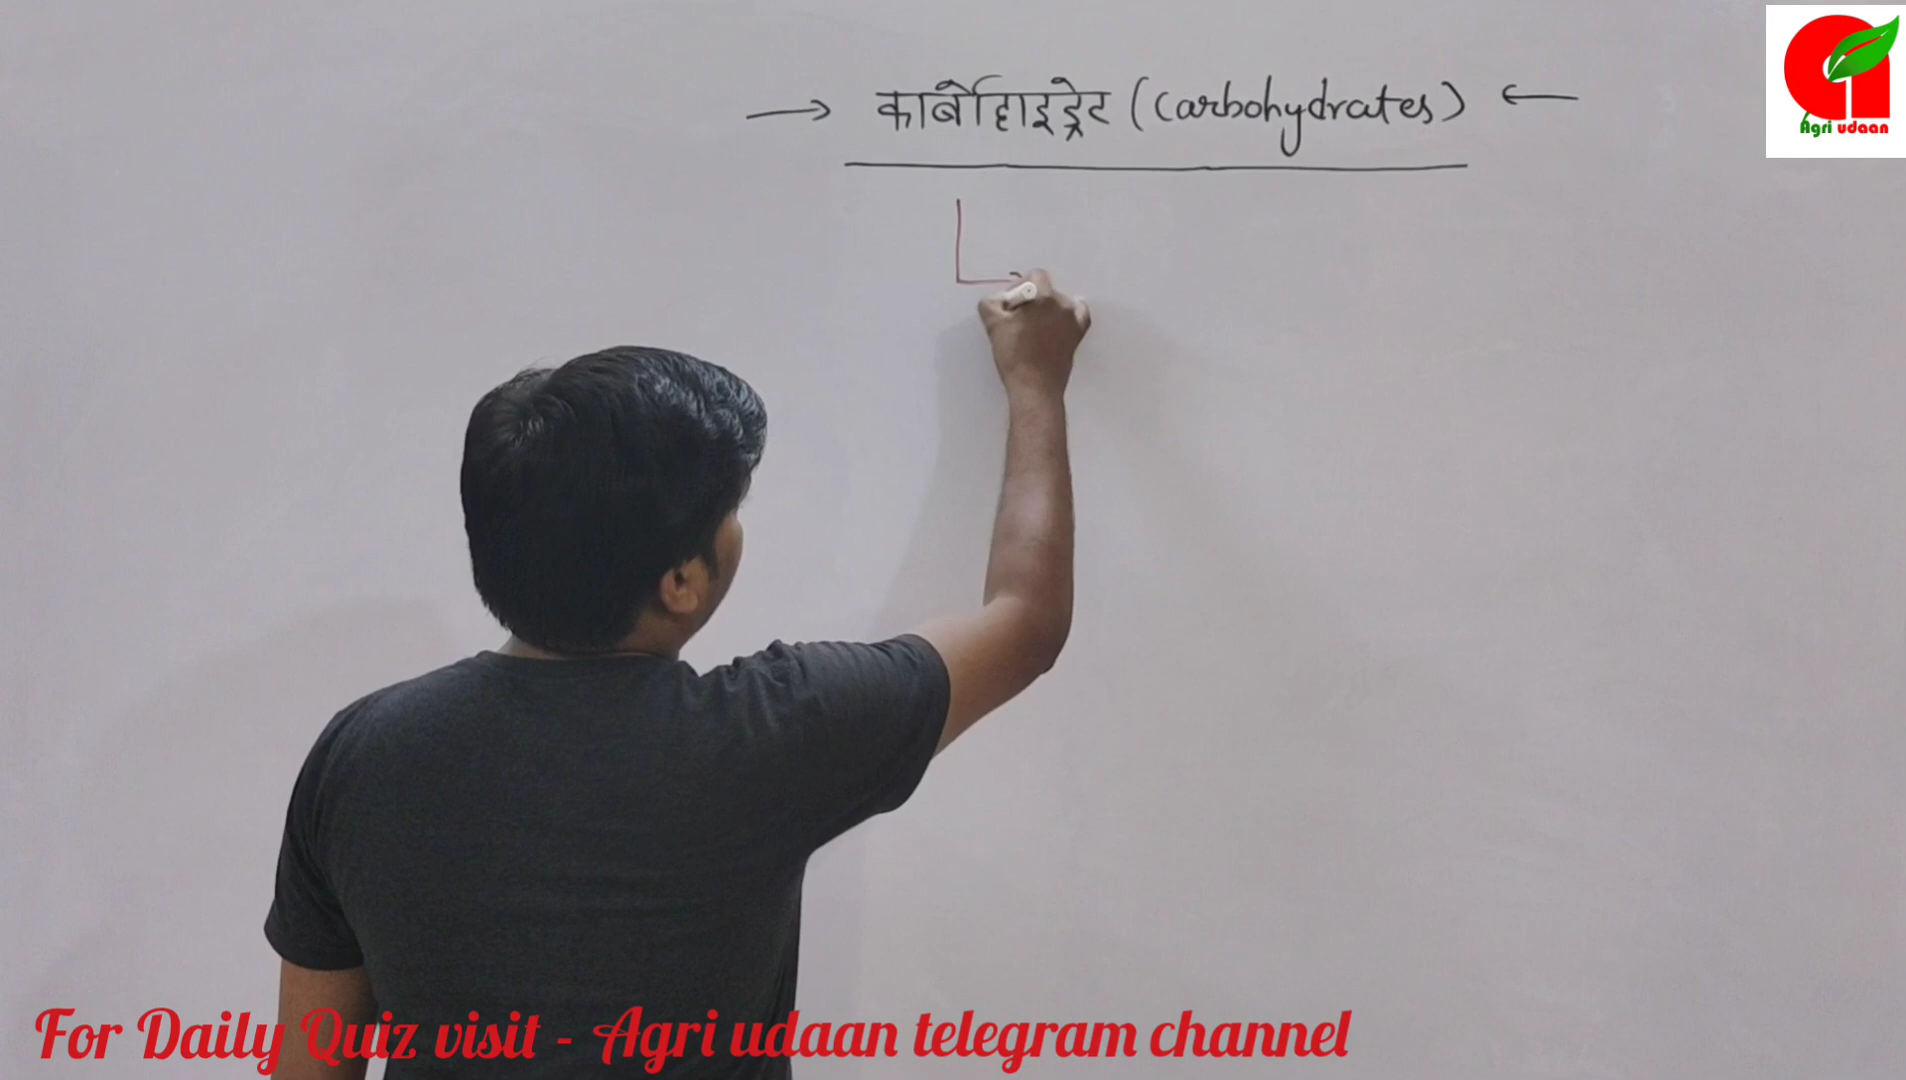 → कार्बोहाइड्रेट (Carbohydrates) ←
Agri udaan
For Daily Quiz visit - Agri udaan telegram channel